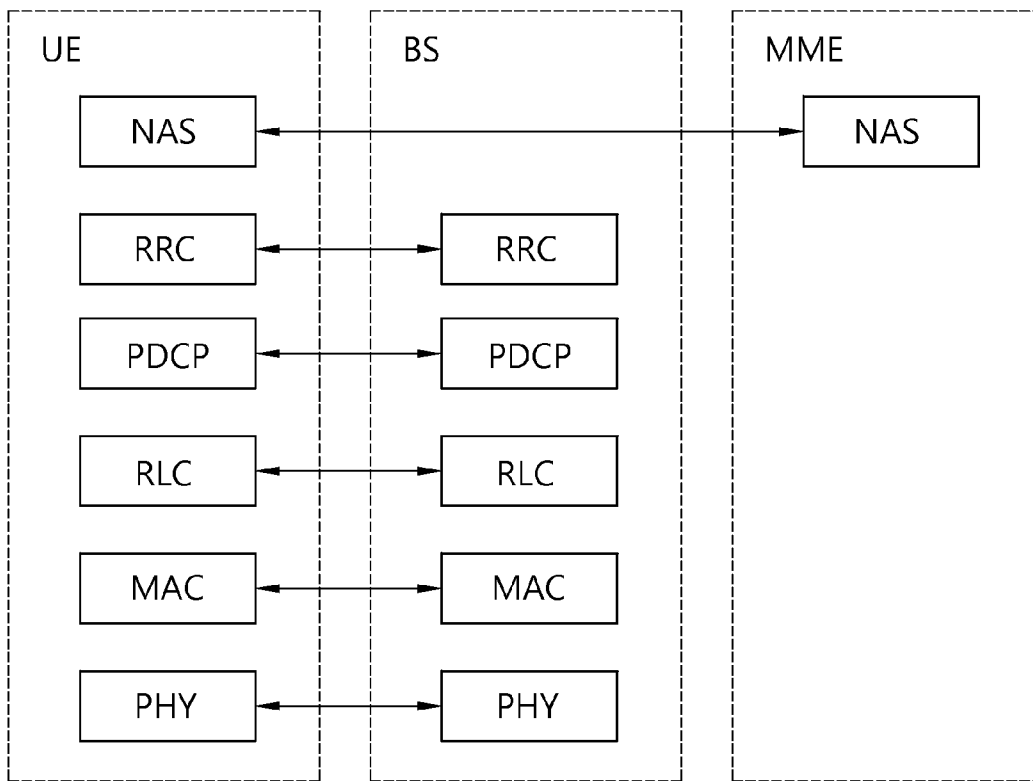 UE BS MME
NAS NAS
RRC RRC
PDCP PDCP
RLC RLC
MAC MAC
PHY PHY